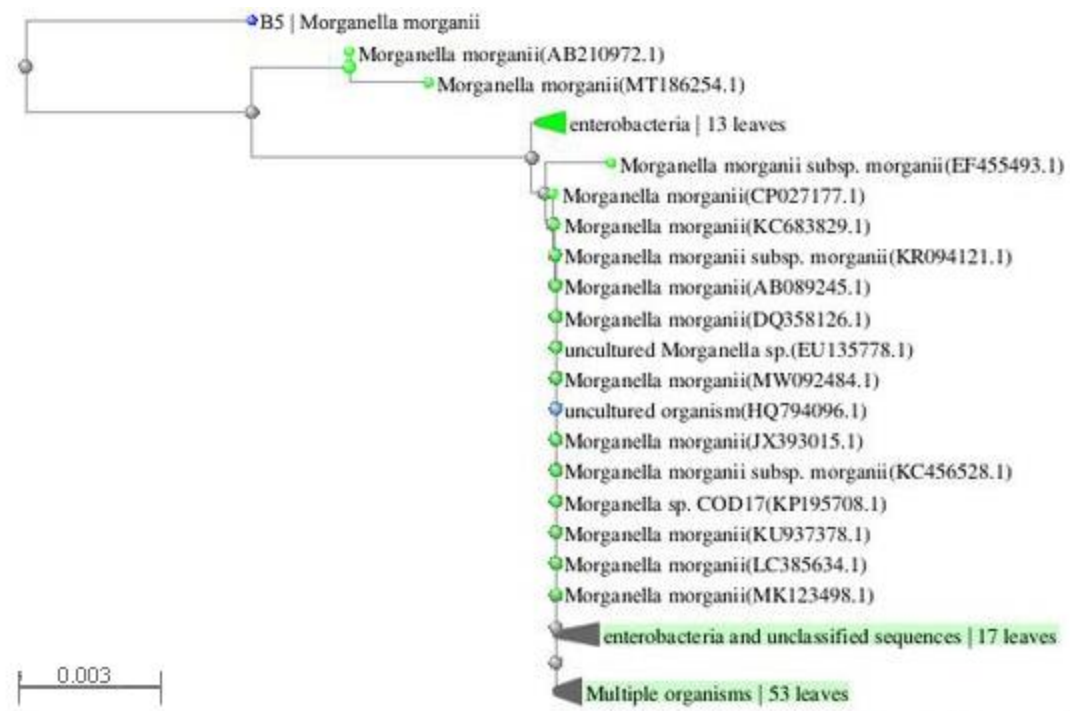 B5 | Morganella morganii
Morganella morganii(AB210972.1)
Morganella morganii(MT186254.1)
enterobacteria | 13 leaves
Morganella morganii subsp. morganii(EF455493.1)
Morganella morganii(CP027177.1)
Morganella morganii(KC683829.1)
Morganella morganii subsp. morganii(KR094121.1)
Morganella morganii(AB089245.1)
Morganella morganii(DQ358126.1)
uncultured Morganella sp.(EU135778.1)
Morganella morganii(MW092484.1)
uncultured organism(HQ794096.1)
Morganella morganii(JX393015.1)
Morganella morganii subsp. morganii(KC456528.1)
Morganella sp. COD17(KP195708.1)
Morganella morganii(KU937378.1)
Morganella morganii(LC385634.1)
Morganella morganii(MK123498.1)
enterobacteria and unclassified sequences | 17 leaves
0.003
Multiple organisms | 53 leaves